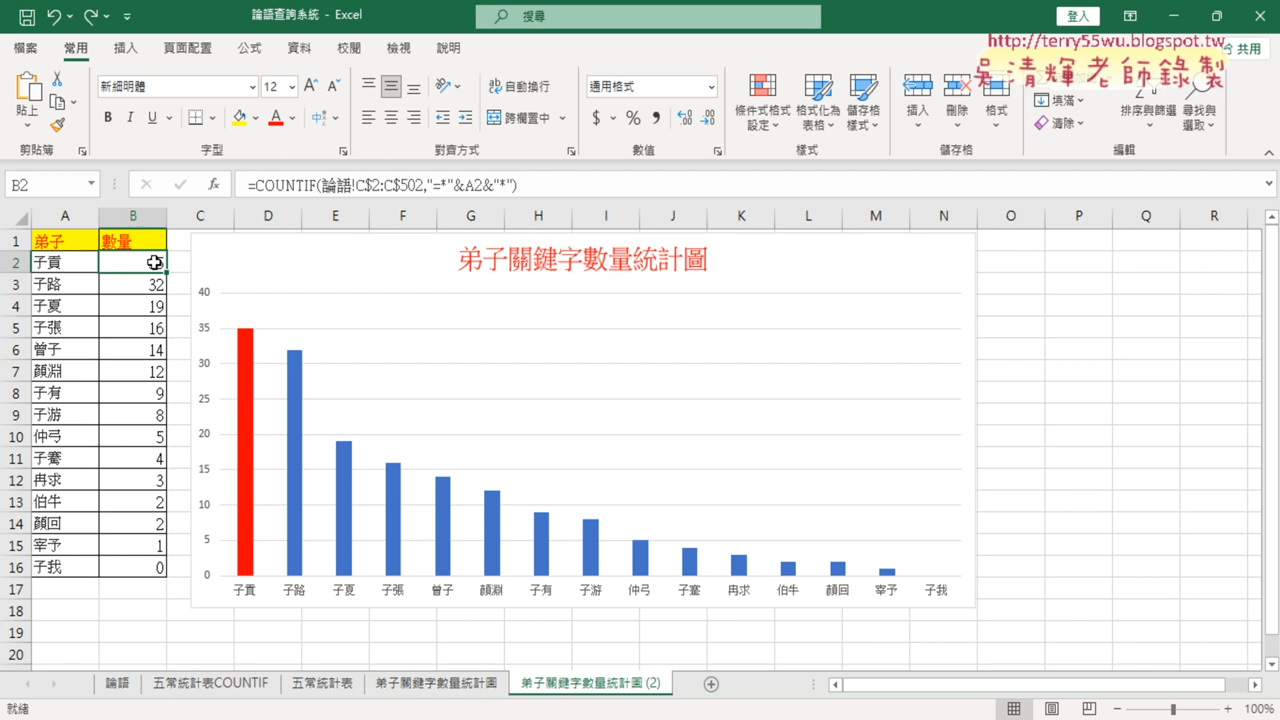 論語查詢系統 - Excel
搜尋
登入
http://terry55wu.blogspot.tw
吳清輝老師錄製
共用
檔案 常用 插入 頁面配置 公式 資料 校閱 檢視 說明
貼上
新細明體 12
自動換行
跨欄置中
通用格式
條件式格式設定
格式化為表格
儲存格樣式
插入 刪除 格式
填滿
清除
排序與篩選
尋找與選取
剪貼簿 字型 對齊方式 數值 樣式 儲存格 編輯
B2
=COUNTIF(論語!C$2:C$502,"=*"&A2&"*")
A B C D E F G H I J K L M N O P Q R
1 弟子 數量
2 子貢
3 子路 32
4 子夏 19
5 子張 16
6 曾子 14
7 顏淵 12
8 子有 9
9 子游 8
10 仲弓 5
11 子騫 4
12 冉求 3
13 伯牛 2
14 顏回 2
15 宰予 1
16 子我 0
17
18
19
20
弟子關鍵字數量統計圖
40
35
30
25
20
15
10
5
0
子貢 子路 子夏 子張 曾子 顏淵 子有 子游 仲弓 子騫 冉求 伯牛 顏回 宰予 子我
論語 五常統計表COUNTIF 五常統計表 弟子關鍵字數量統計圖 弟子關鍵字數量統計圖 (2)
就緒
100%